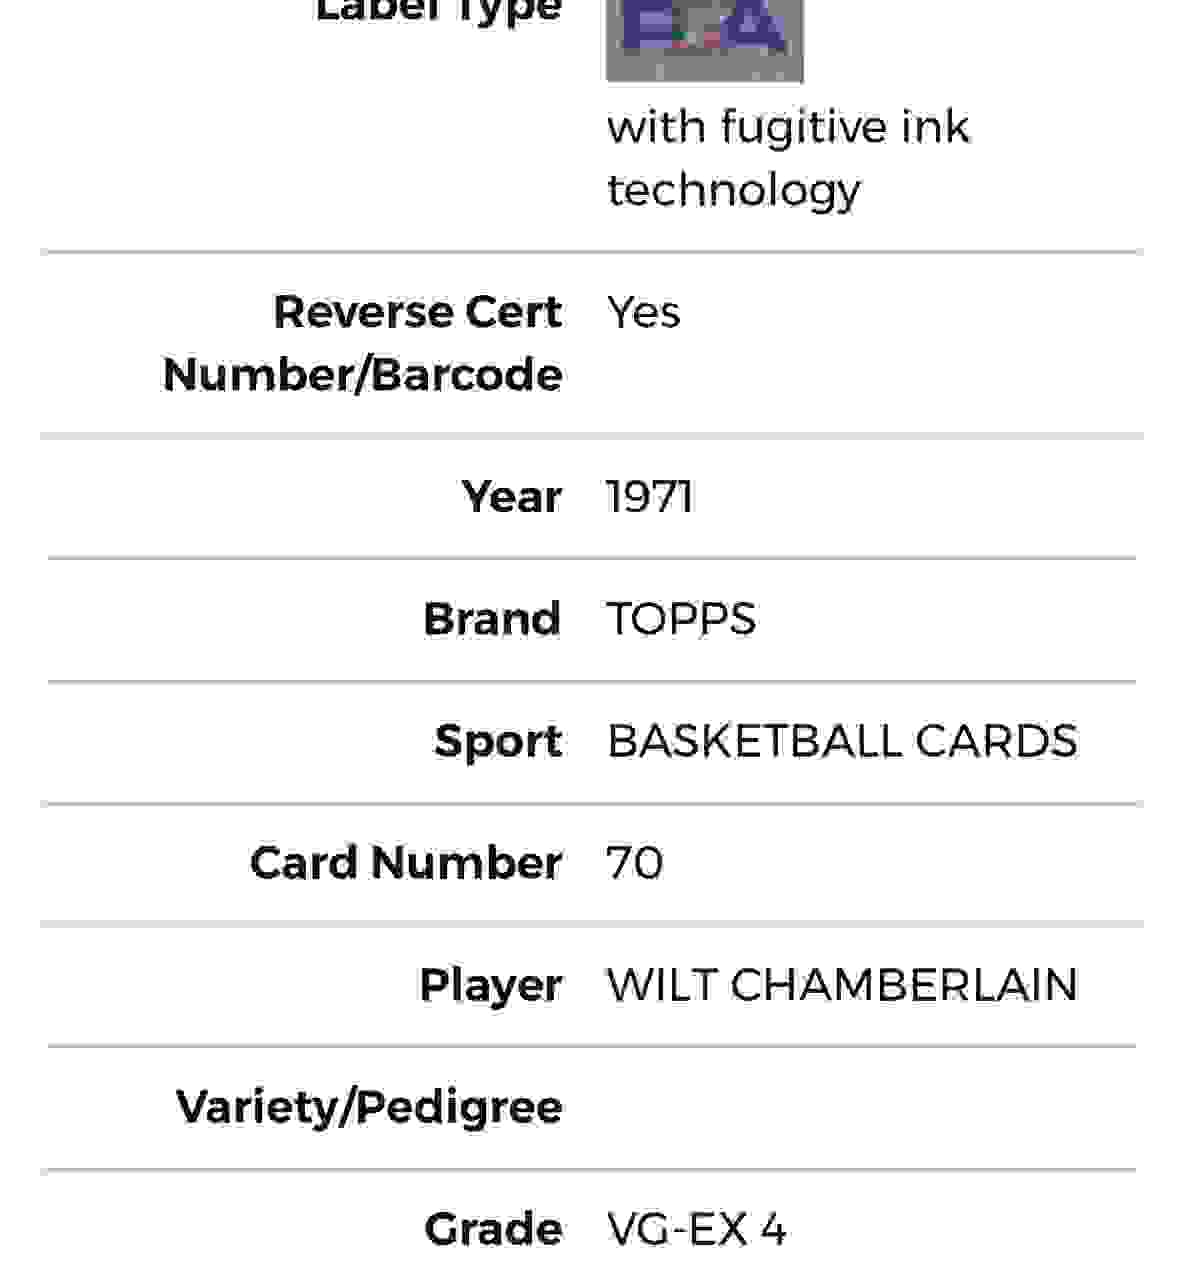 Label Type
with fugitive ink
technology
Reverse Cert Yes
Number/Barcode
Year 1971
Brand TOPPS
Sport BASKETBALL CARDS
Card Number 70
Player WILT CHAMBERLAIN
Variety/Pedigree
Grade VG-EX 4